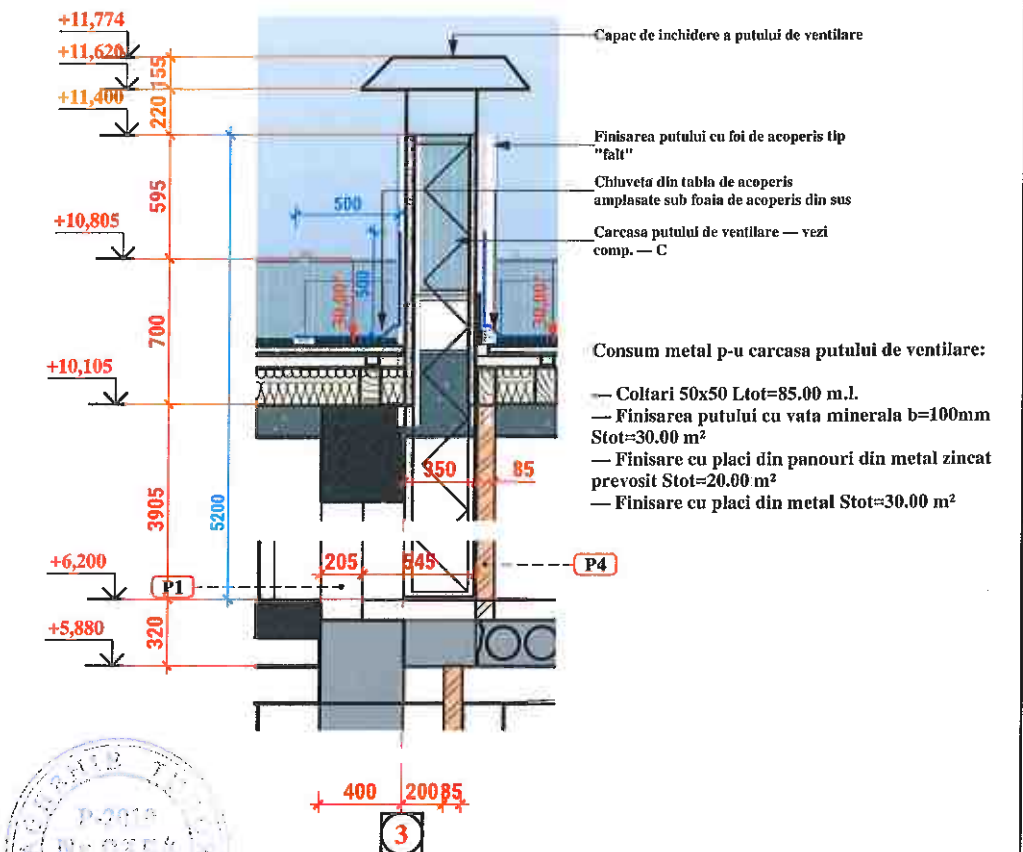 +11,774
+11,620
155
+11,400
220
Capac de inchidere a putului de ventilare
Finisarea putului cu foi de acoperis tip
"falt"
Chiuveta din tabla de acoperis
amplasate sub foaia de acoperis din sus
Carcasa putului de ventilare — vezi
comp. — C
595
500
+10,805
500
30,00°
30,00°
700
+10,105
Consum metal p-u carcasa putului de ventilare:
— Coltari 50x50 Ltot=85.00 m.l.
— Finisarea putului cu vata minerala b=100mm
Stot=30.00 m²
— Finisare cu placi din panouri din metal zincat
prevosit Stot=20.00 m²
— Finisare cu placi din metal Stot=30.00 m²
350
85
3905
5200
+6,200
205
545
P1
P4
+5,880
320
400
200
85
3
P-2019